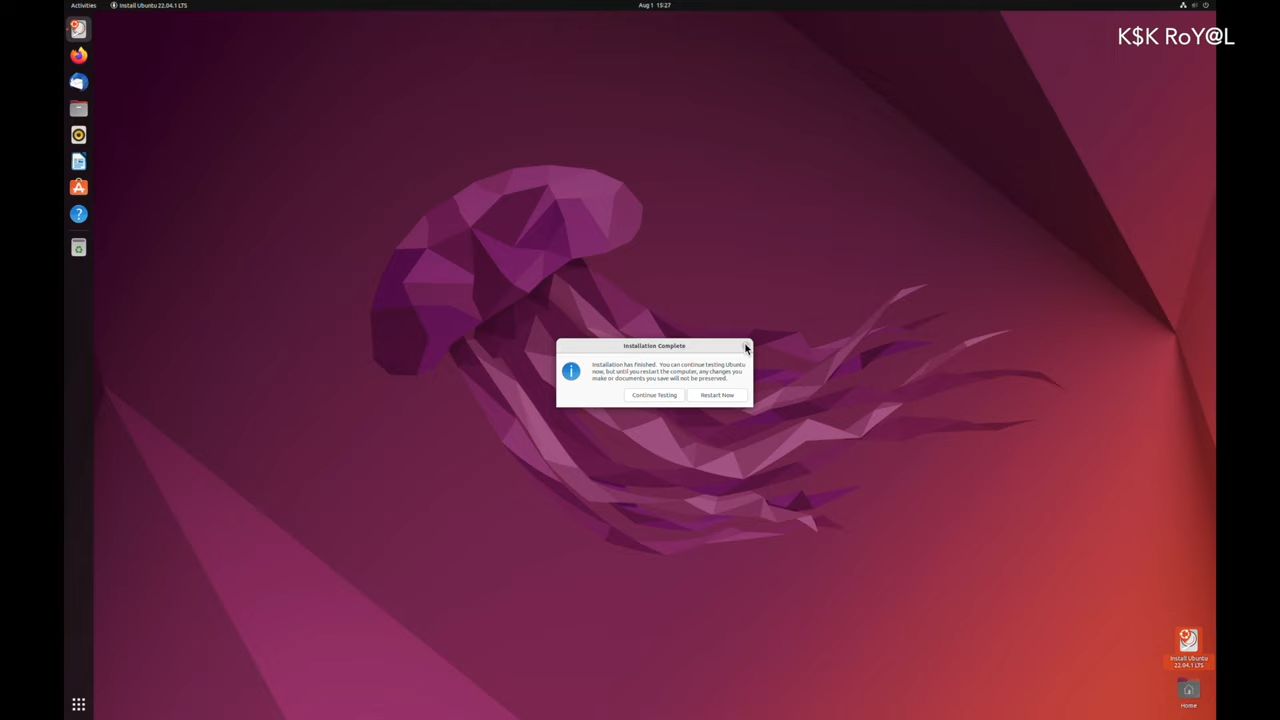 Activities
Install Ubuntu 22.04.1 LTS
Aug 1 15:27
K$K RoY@L
Installation Complete
Installation has finished. You can continue testing Ubuntu
now, but until you restart the computer, any changes you
make or documents you save will not be preserved.
Continue Testing
Restart Now
Install Ubuntu
22.04.1 LTS
Home